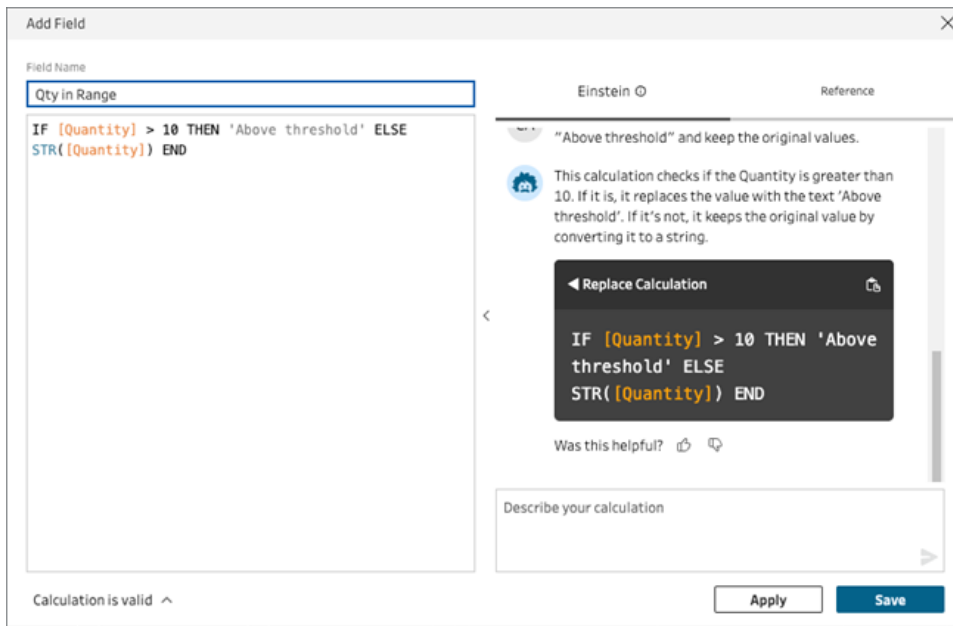 Add Field
Field Name
Qty in Range
IF [Quantity] > 10 THEN 'Above threshold' ELSE
STR([Quantity]) END
Einstein
Reference
"Above threshold" and keep the original values.
This calculation checks if the Quantity is greater than
10. If it is, it replaces the value with the text 'Above
threshold'. If it's not, it keeps the original value by
converting it to a string.
Replace Calculation
IF [Quantity] > 10 THEN 'Above
threshold' ELSE
STR([Quantity]) END
Was this helpful?
Describe your calculation
Calculation is valid
Apply
Save